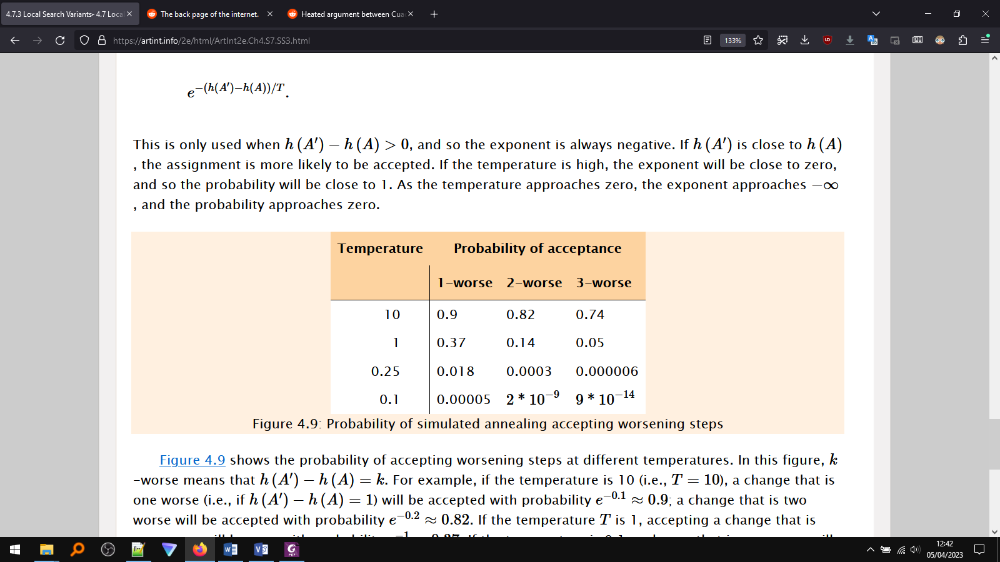 4.7.3 Local Search Variants‣ 4.7 Local
The back page of the internet.
Heated argument between Cua
https://artint.info/2e/html/ArtInt2e.Ch4.S7.SS3.html
133%
e^{−(h(A′)−h(A))/T}.
This is only used when h(A′) − h(A) > 0, and so the exponent is always negative. If h(A′) is close to h(A)
, the assignment is more likely to be accepted. If the temperature is high, the exponent will be close to zero,
and so the probability will be close to 1. As the temperature approaches zero, the exponent approaches −∞
, and the probability approaches zero.
Temperature Probability of acceptance
1-worse 2-worse 3-worse
10 0.9 0.82 0.74
1 0.37 0.14 0.05
0.25 0.018 0.0003 0.000006
0.1 0.00005 2 * 10^{−9} 9 * 10^{−14}
Figure 4.9: Probability of simulated annealing accepting worsening steps
Figure 4.9 shows the probability of accepting worsening steps at different temperatures. In this figure, k
-worse means that h(A′) − h(A) = k. For example, if the temperature is 10 (i.e., T = 10), a change that is
one worse (i.e., if h(A′) − h(A) = 1) will be accepted with probability e^{−0.1} ≈ 0.9; a change that is two
worse will be accepted with probability e^{−0.2} ≈ 0.82. If the temperature T is 1, accepting a change that is
12:42
05/04/2023